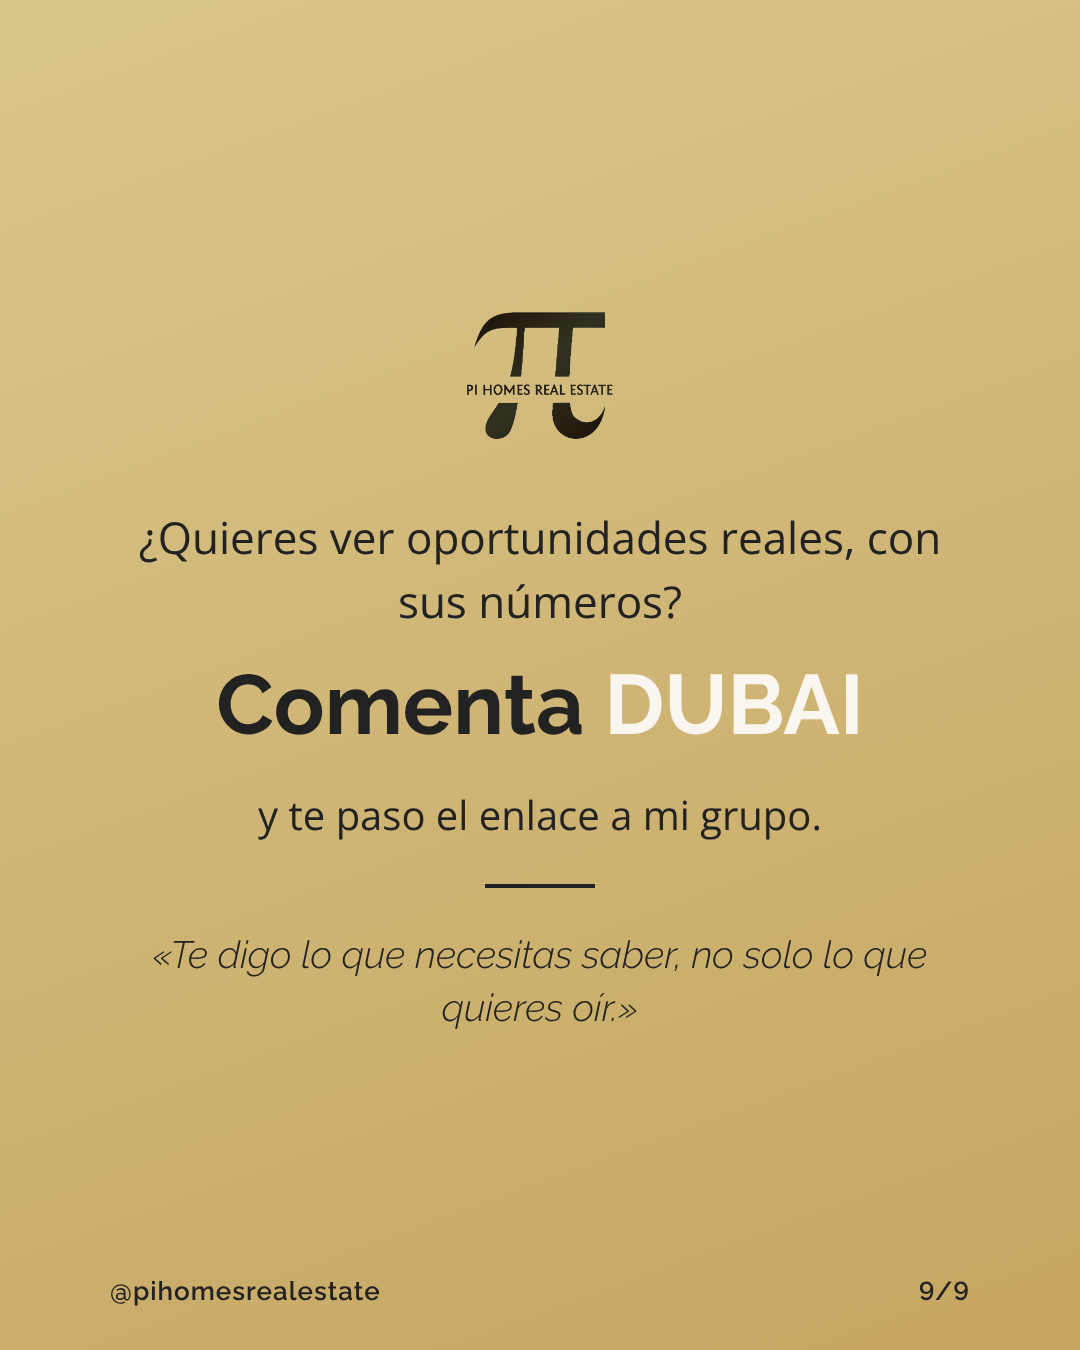 PI HOMES REAL ESTATE
¿Quieres ver oportunidades reales, con
sus números?
Comenta DUBAI
y te paso el enlace a mi grupo.
«Te digo lo que necesitas saber, no solo lo que
quieres oír.»
@pihomesrealestate
9/9